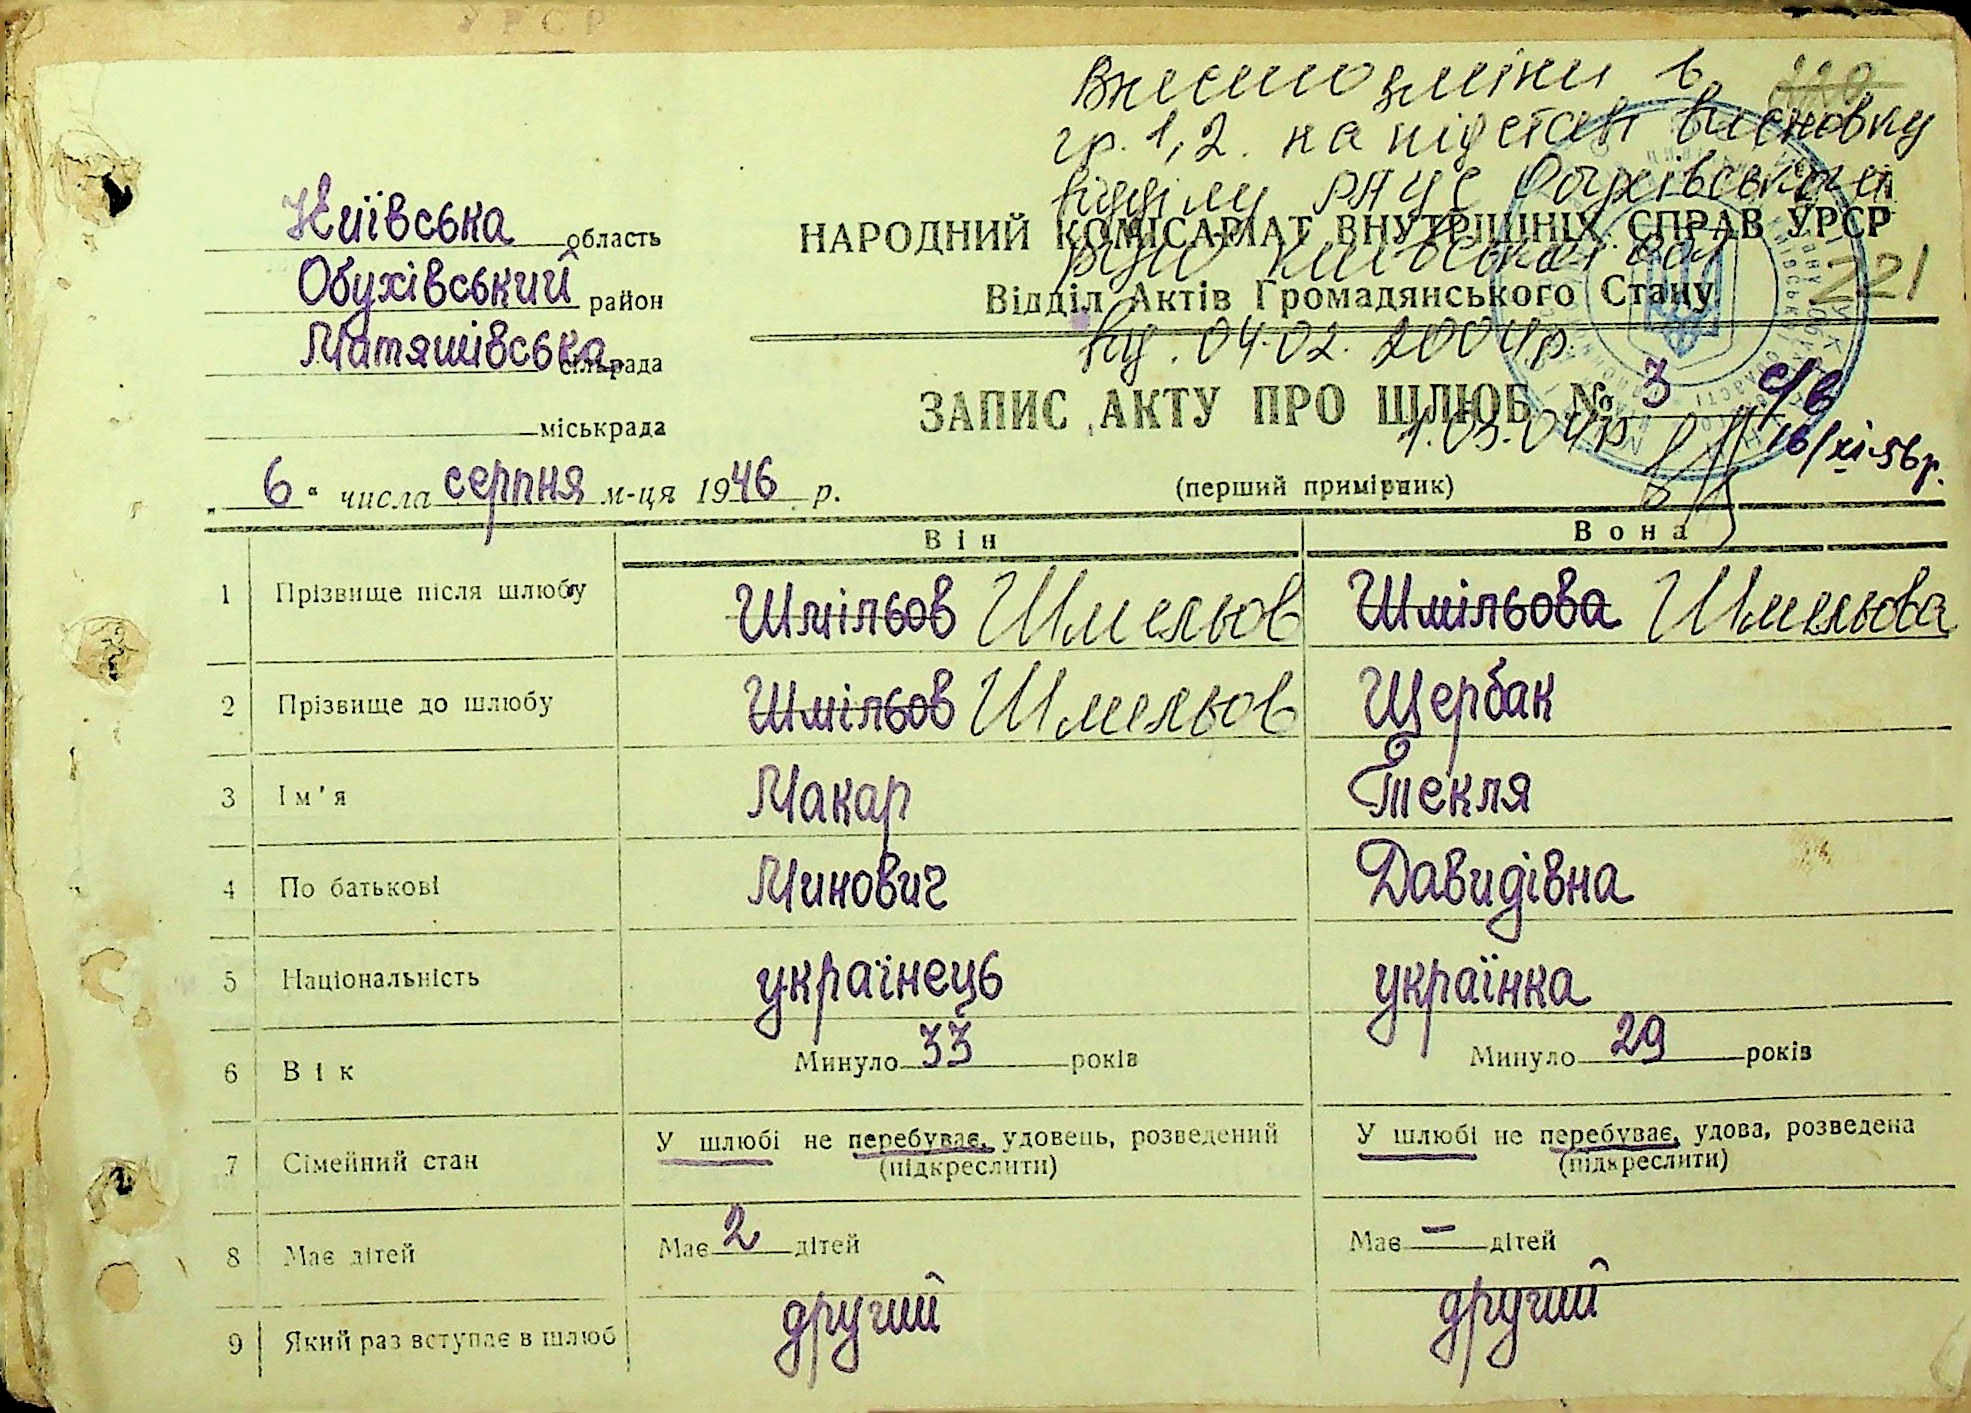 УРСР
Внесено зміни в
220
гр. 1, 2. на підставі висновку
відділу РАЦС Обухівського
р-ну Київської обл
від. 04.02.2004р.
1.03.04р
221
Київська область
Обухівський район
Матяшівська сільрада
міськрада
НАРОДНИЙ КОМІСАРІАТ ВНУТРІШНІХ СПРАВ УРСР
Відділ Актів Громадянського Стану
ЗАПИС АКТУ ПРО ШЛЮБ № 3 с/в
16/XI-56р.
(перший примірник)
„ 6 “ числа серпня м-ця 1946 р.
Він Вона
1 Прізвище після шлюбу Шмільов Шмельов Шмільова Шмельова
2 Прізвище до шлюбу Шмільов Шмельов Щербак
3 Ім'я Макар Текля
4 По батькові Минович Давидівна
5 Національність українець українка
6 Вік Минуло 33 років Минуло 29 років
7 Сімейний стан У шлюбі не перебуває, удовець, розведений У шлюбі не перебуває, удова, розведена
(підкреслити) (підкреслити)
8 Має дітей Має 2 дітей Має — дітей
9 Який раз вступає в шлюб другий другий